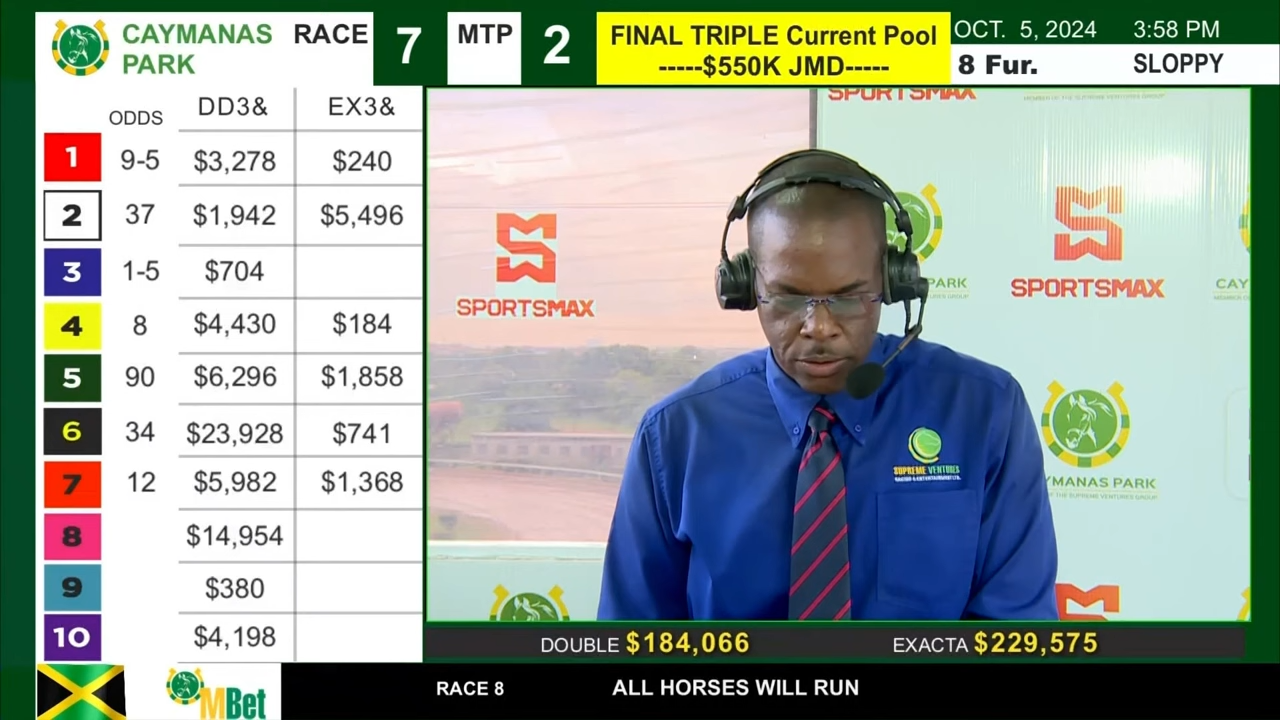 CAYMANAS
PARK
RACE 7 MTP 2
FINAL TRIPLE Current Pool
-----$550K JMD-----
OCT. 5, 2024 3:58 PM
8 Fur. SLOPPY
ODDS DD3& EX3&
1 9-5 $3,278 $240
2 37 $1,942 $5,496
3 1-5 $704
4 8 $4,430 $184
5 90 $6,296 $1,858
6 34 $23,928 $741
7 12 $5,982 $1,368
8 $14,954
9 $380
10 $4,198
SPORTSMAX
SPORTSMAX
SPORTSMAX
PARK
CAY
SUPREME VENTURES
YMANAS PARK
DOUBLE $184,066 EXACTA $229,575
MBet
RACE 8 ALL HORSES WILL RUN